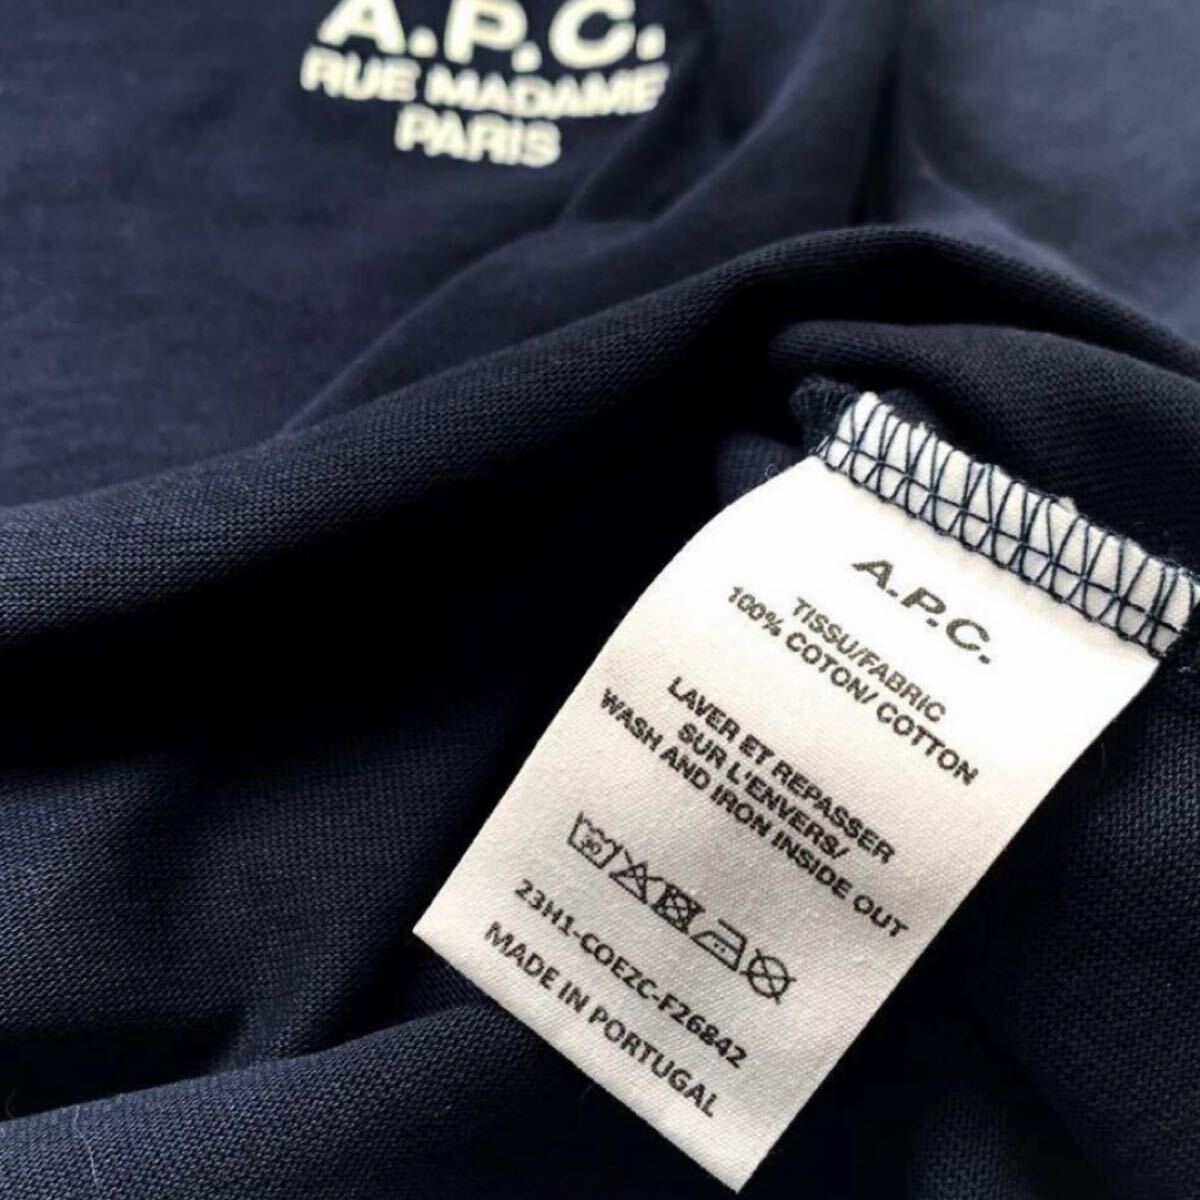 A.P.C.
RUE MADAME
PARIS
A.P.C.
TISSU/FABRIC
100% COTON/ COTTON
LAVER ET REPASSER
SUR L'ENVERS/
WASH AND IRON INSIDE OUT
30
23H1-COEZC-F26842
MADE IN PORTUGAL